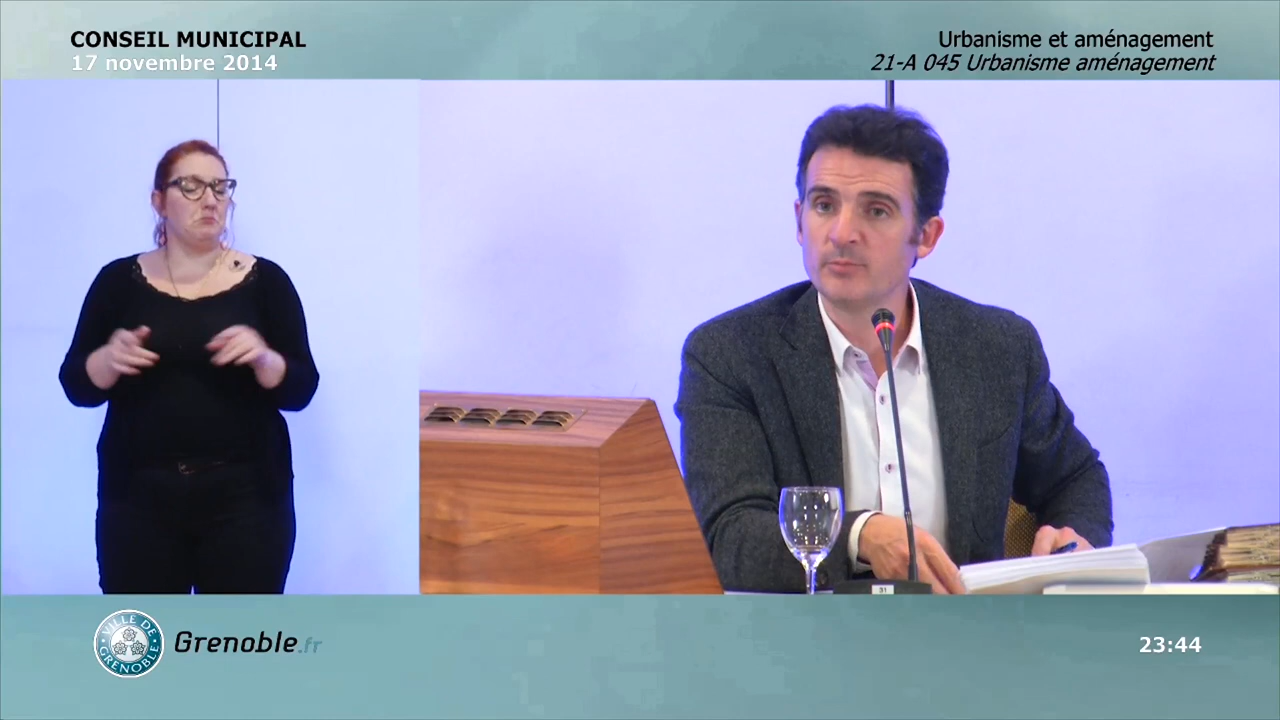 CONSEIL MUNICIPAL
17 novembre 2014
Urbanisme et aménagement
21-A 045 Urbanisme aménagement
31
VILLE DE GRENOBLE
Grenoble.fr
23:44